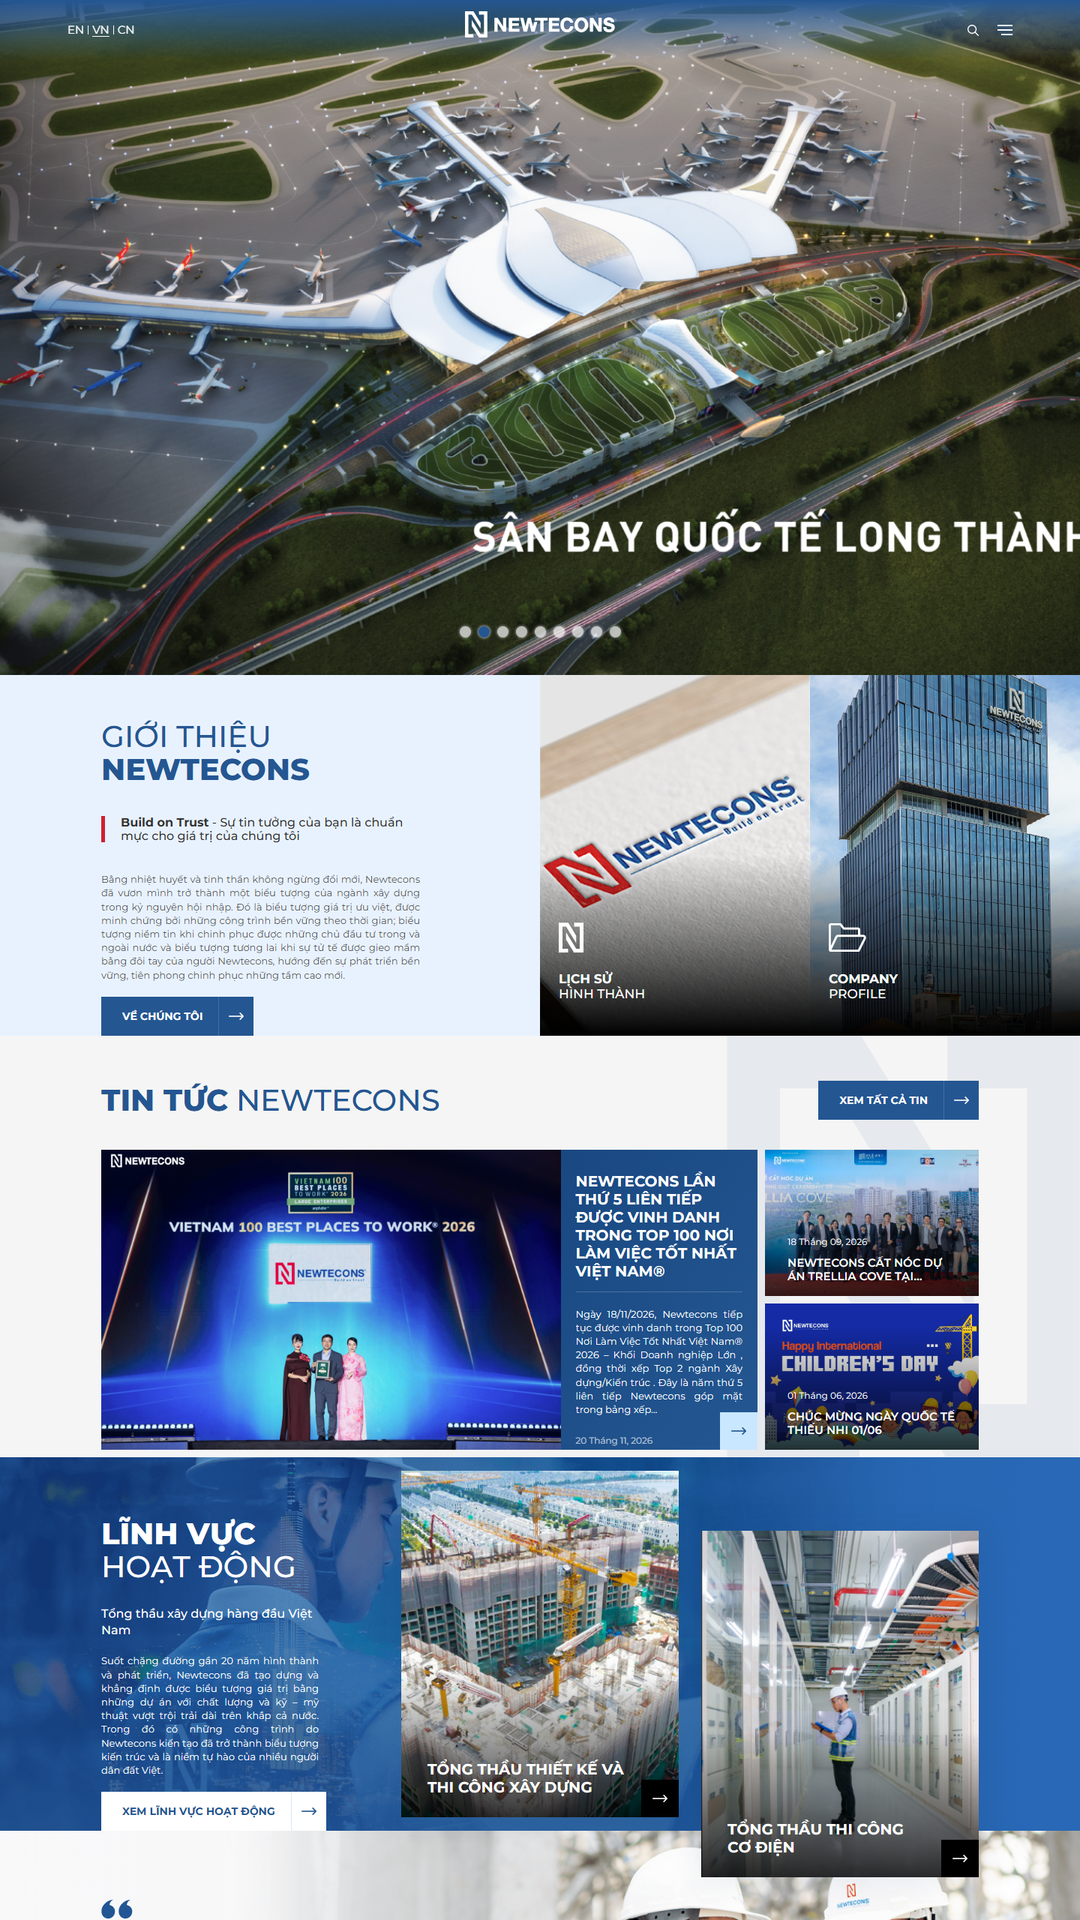 EN | VN | CN
NEWTECONS
SÂN BAY QUỐC TẾ LONG THÀNH
GIỚI THIỆU
NEWTECONS
Build on Trust - Sự tin tưởng của bạn là chuẩn
mực cho giá trị của chúng tôi
Bằng nhiệt huyết và tinh thần không ngừng đổi mới, Newtecons
đã vươn mình trở thành một biểu tượng của ngành xây dựng
trong kỷ nguyên hội nhập. Đó là biểu tượng giá trị ưu việt, được
minh chứng bởi những công trình bền vững theo thời gian; biểu
tượng niềm tin khi chinh phục được những chủ đầu tư trong và
ngoài nước và biểu tượng tương lai khi sự tử tế được gieo mầm
bằng đôi tay của người Newtecons, hướng đến sự phát triển bền
vững, tiên phong chinh phục những tầm cao mới.
VỀ CHÚNG TÔI
NEWTECONS®
Build on trust
LỊCH SỬ
HÌNH THÀNH
NEWTECONS
COMPANY
PROFILE
TIN TỨC NEWTECONS
XEM TẤT CẢ TIN
NEWTECONS
VIETNAM 100
BEST PLACES
TO WORK® 2026
LARGE ENTERPRISES
VIETNAM 100 BEST PLACES TO WORK® 2026
NEWTECONS
Build on trust
NEWTECONS LẦN
THỨ 5 LIÊN TIẾP
ĐƯỢC VINH DANH
TRONG TOP 100 NƠI
LÀM VIỆC TỐT NHẤT
VIỆT NAM®
Ngày 18/11/2026, Newtecons tiếp
tục được vinh danh trong Top 100
Nơi Làm Việc Tốt Nhất Việt Nam®
2026 – Khối Doanh nghiệp Lớn ,
đồng thời xếp Top 2 ngành Xây
dựng/Kiến trúc . Đây là năm thứ 5
liên tiếp Newtecons góp mặt
trong bảng xếp...
20 Tháng 11, 2026
LLIA COVE
18 Tháng 09, 2026
NEWTECONS CẤT NÓC DỰ
ÁN TRELLIA COVE TẠI...
NEWTECONS
Happy International
CHILDREN'S DAY
01 Tháng 06, 2026
CHÚC MỪNG NGÀY QUỐC TẾ
THIẾU NHI 01/06
LĨNH VỰC
HOẠT ĐỘNG
Tổng thầu xây dựng hàng đầu Việt
Nam
Suốt chặng đường gần 20 năm hình thành
và phát triển, Newtecons đã tạo dựng và
khẳng định được biểu tượng giá trị bằng
những dự án với chất lượng và kỹ – mỹ
thuật vượt trội trải dài trên khắp cả nước.
Trong đó có những công trình do
Newtecons kiến tạo đã trở thành biểu tượng
kiến trúc và là niềm tự hào của nhiều người
dân đất Việt.
XEM LĨNH VỰC HOẠT ĐỘNG
TỔNG THẦU THIẾT KẾ VÀ
THI CÔNG XÂY DỰNG
TỔNG THẦU THI CÔNG
CƠ ĐIỆN
NEWTECONS